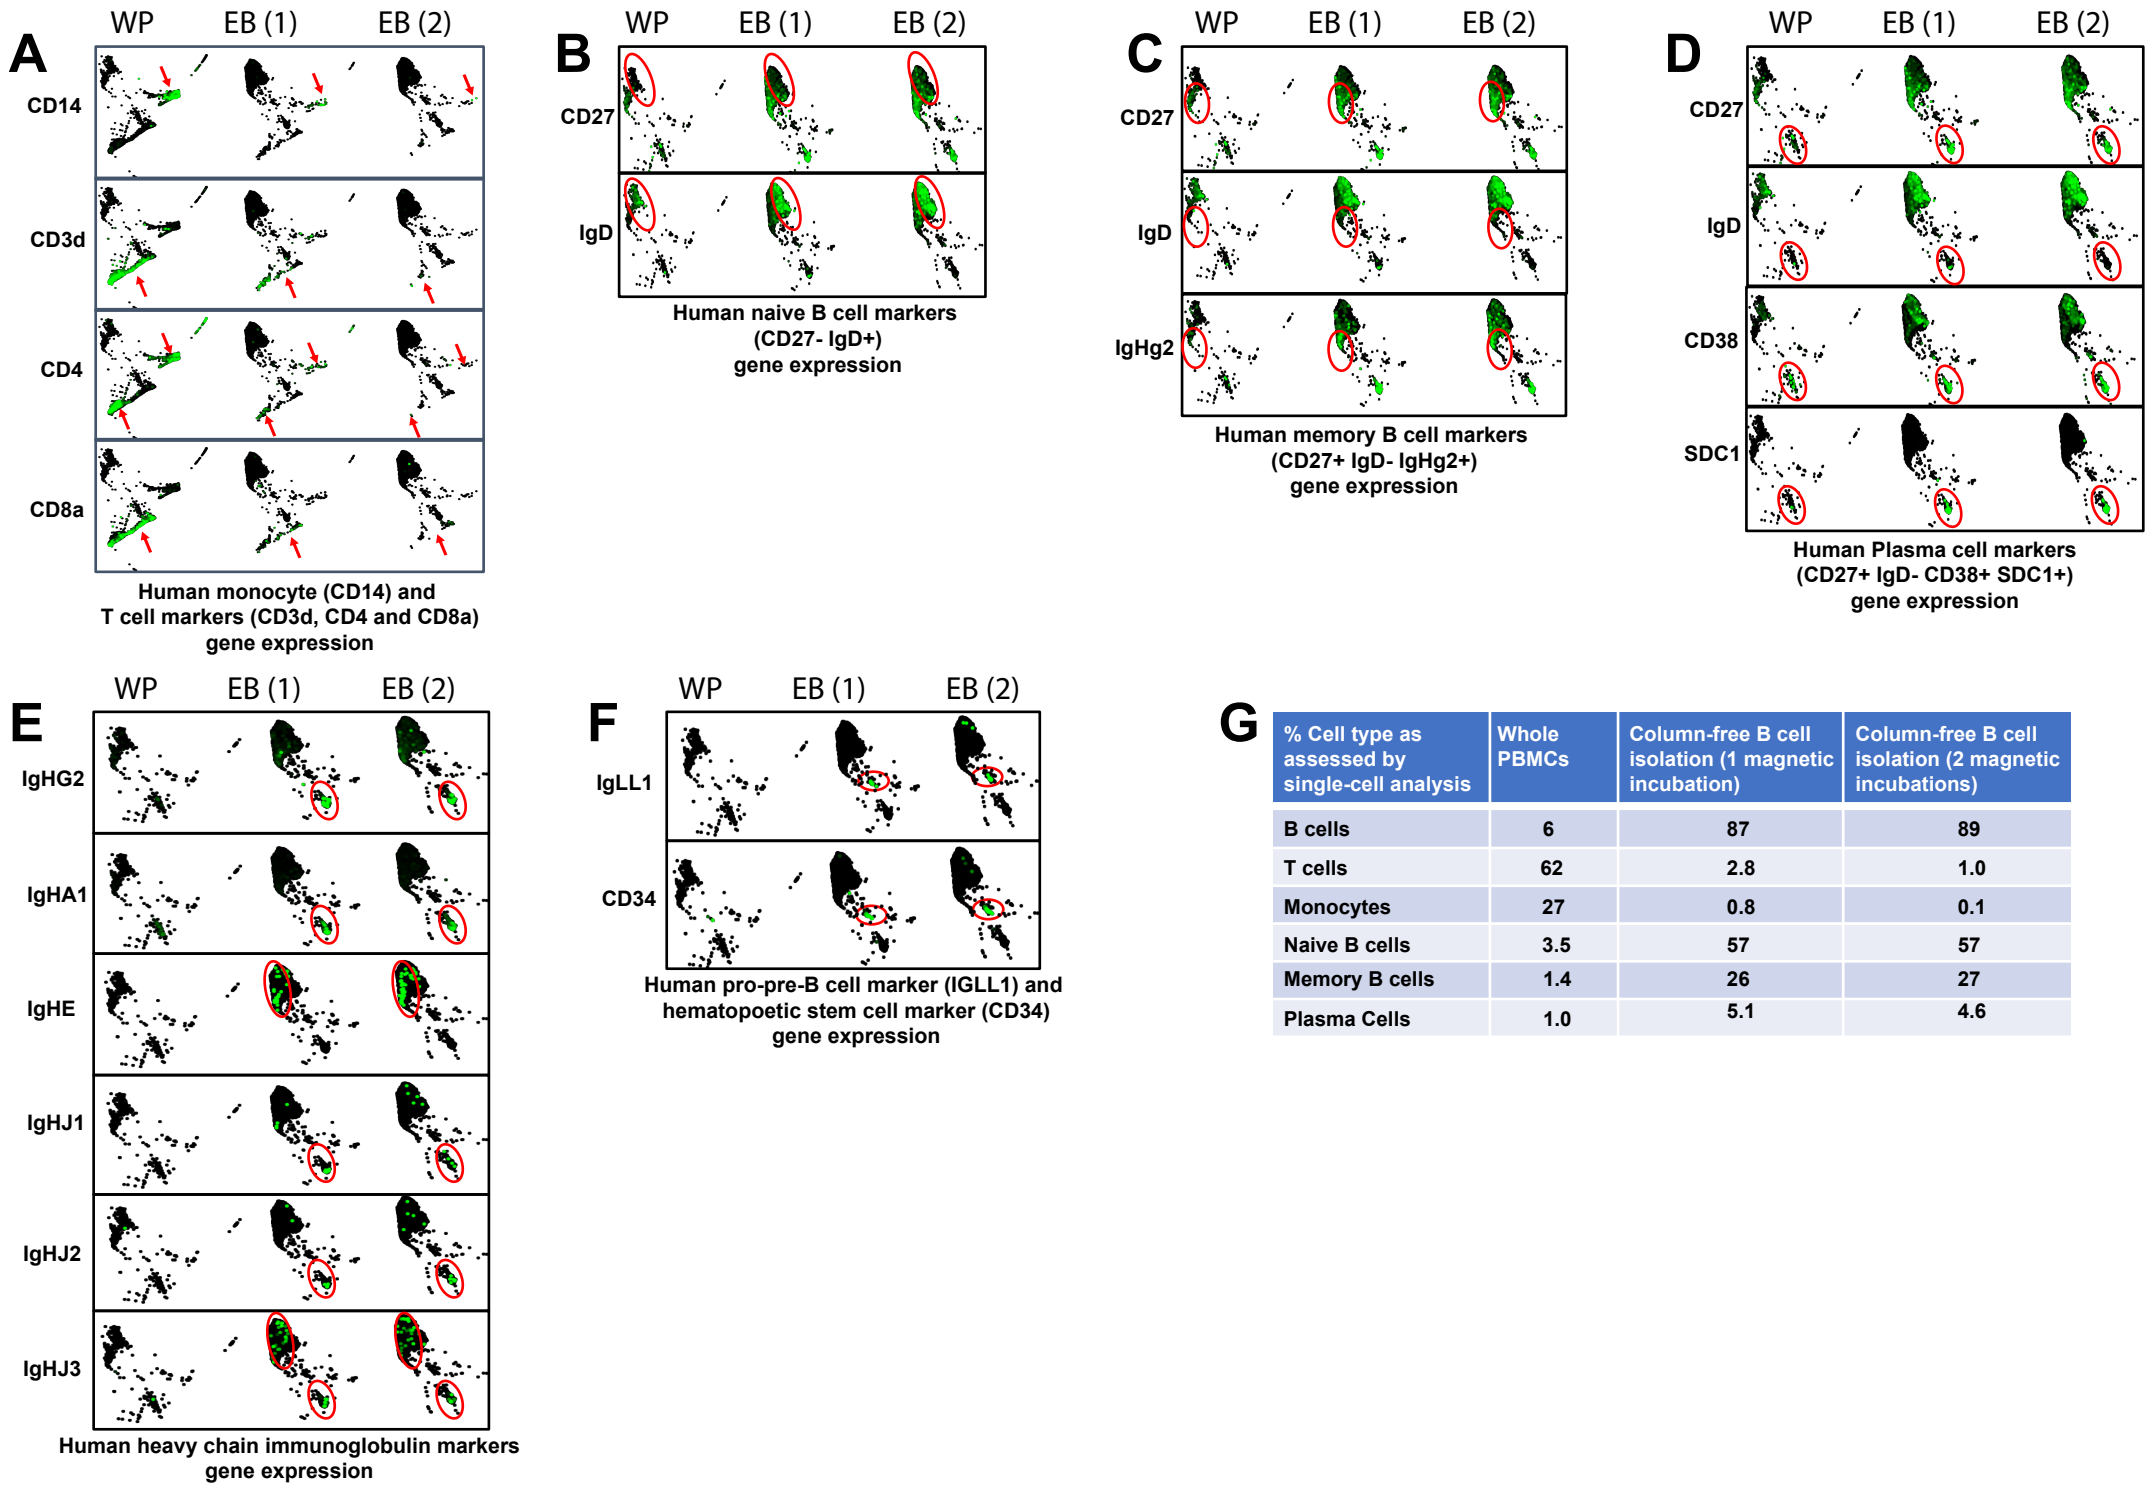 A
WP EB (1) EB (2)
CD14
CD3d
CD4
CD8a
Human monocyte (CD14) and
T cell markers (CD3d, CD4 and CD8a)
gene expression
B
WP EB (1) EB (2)
CD27
IgD
Human naive B cell markers
(CD27- IgD+)
gene expression
C
WP EB (1) EB (2)
CD27
IgD
IgHg2
Human memory B cell markers
(CD27+ IgD- IgHg2+)
gene expression
D
WP EB (1) EB (2)
CD27
IgD
CD38
SDC1
Human Plasma cell markers
(CD27+ IgD- CD38+ SDC1+)
gene expression
E
WP EB (1) EB (2)
IgHG2
IgHA1
IgHE
IgHJ1
IgHJ2
IgHJ3
Human heavy chain immunoglobulin markers
gene expression
F
WP EB (1) EB (2)
IgLL1
CD34
Human pro-pre-B cell marker (IGLL1) and
hematopoetic stem cell marker (CD34)
gene expression
G
% Cell type as assessed by single-cell analysis
Whole PBMCs
Column-free B cell isolation (1 magnetic incubation)
Column-free B cell isolation (2 magnetic incubations)
B cells 6 87 89
T cells 62 2.8 1.0
Monocytes 27 0.8 0.1
Naive B cells 3.5 57 57
Memory B cells 1.4 26 27
Plasma Cells 1.0 5.1 4.6